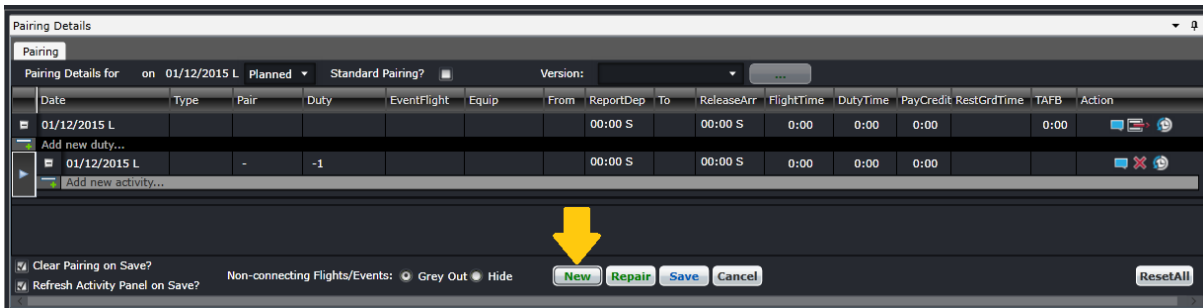 Pairing Details
Pairing
Pairing Details for on 01/12/2015 L Planned Standard Pairing? Version: ...
Date Type Pair Duty EventFlight Equip From ReportDep To ReleaseArr FlightTime DutyTime PayCredit RestGrdTime TAFB Action
01/12/2015 L 00:00 S 00:00 S 0:00 0:00 0:00 0:00
Add new duty...
01/12/2015 L - -1 00:00 S 00:00 S 0:00 0:00 0:00
Add new activity...
Clear Pairing on Save?
Non-connecting Flights/Events: Grey Out Hide New Repair Save Cancel ResetAll
Refresh Activity Panel on Save?